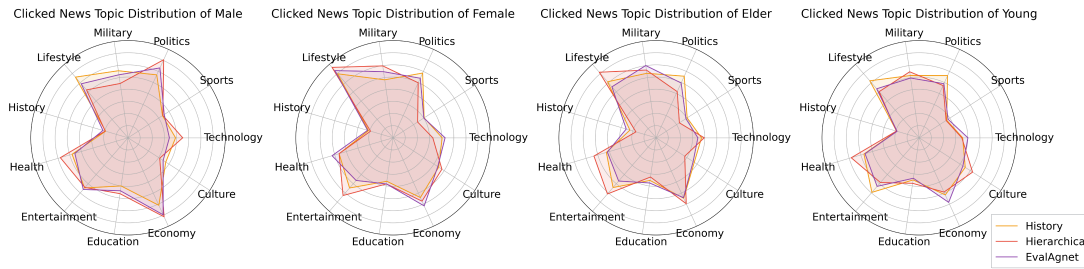 Clicked News Topic Distribution of Male
Military
Politics
Lifestyle
Sports
History
Technology
Health
Culture
Entertainment
Economy
Education
Clicked News Topic Distribution of Female
Military
Politics
Lifestyle
Sports
History
Technology
Health
Culture
Entertainment
Economy
Education
Clicked News Topic Distribution of Elder
Military
Politics
Lifestyle
Sports
History
Technology
Health
Culture
Entertainment
Economy
Education
Clicked News Topic Distribution of Young
Military
Politics
Lifestyle
Sports
History
Technology
Health
Culture
Entertainment
Economy
Education
History
Hierarchica
EvalAgnet